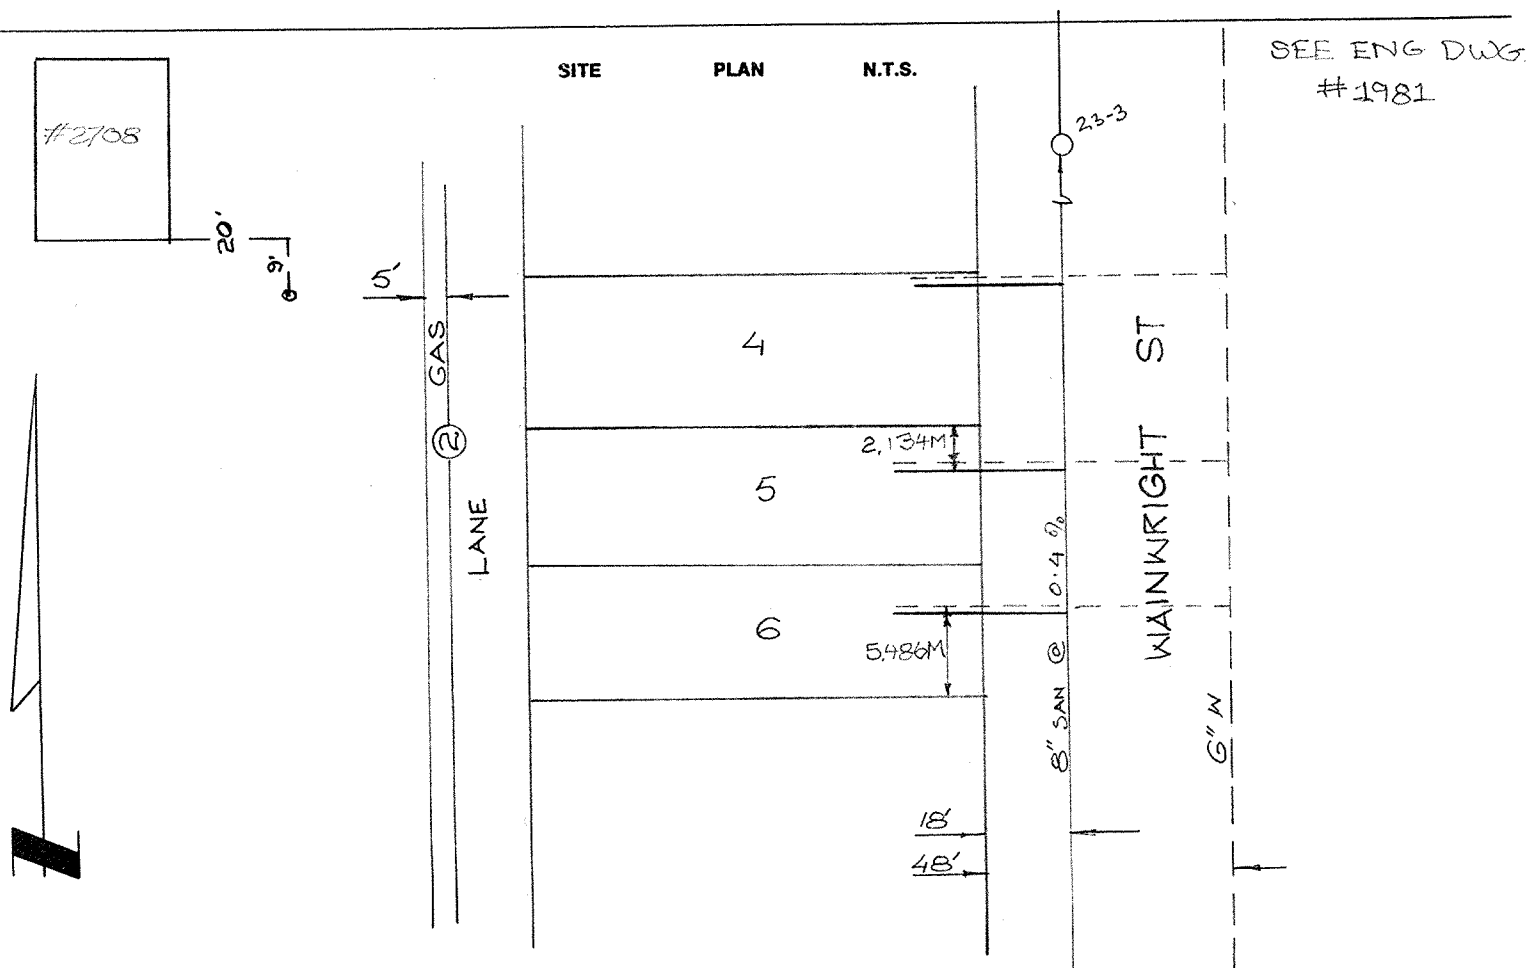 SEE ENG DWG.
#1981
SITE PLAN N.T.S.
#2708
23-3
20'
9'
5'
GAS
2
LANE
4
2.134M
5
6
5.486M
WAINWRIGHT ST
8" SAN @ 0.4 %
6" W
18'
48'